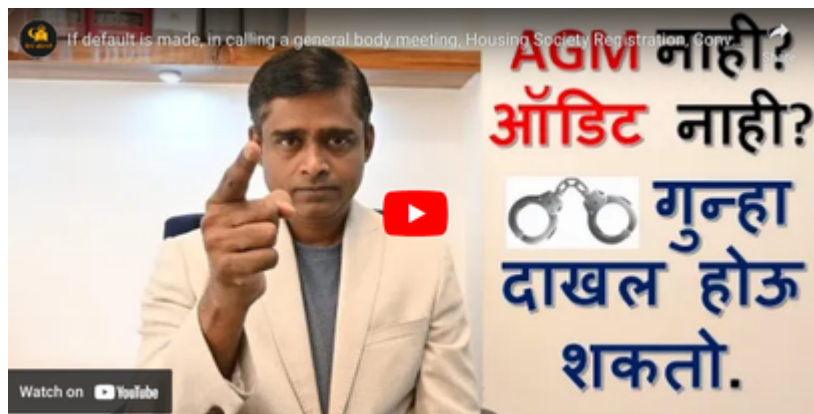 If default is made, in calling a general body meeting, Housing Society Registration, Conv...
AGM नाही?
ऑडिट नाही?
गुन्हा
दाखल होऊ
शकतो.
Watch on YouTube